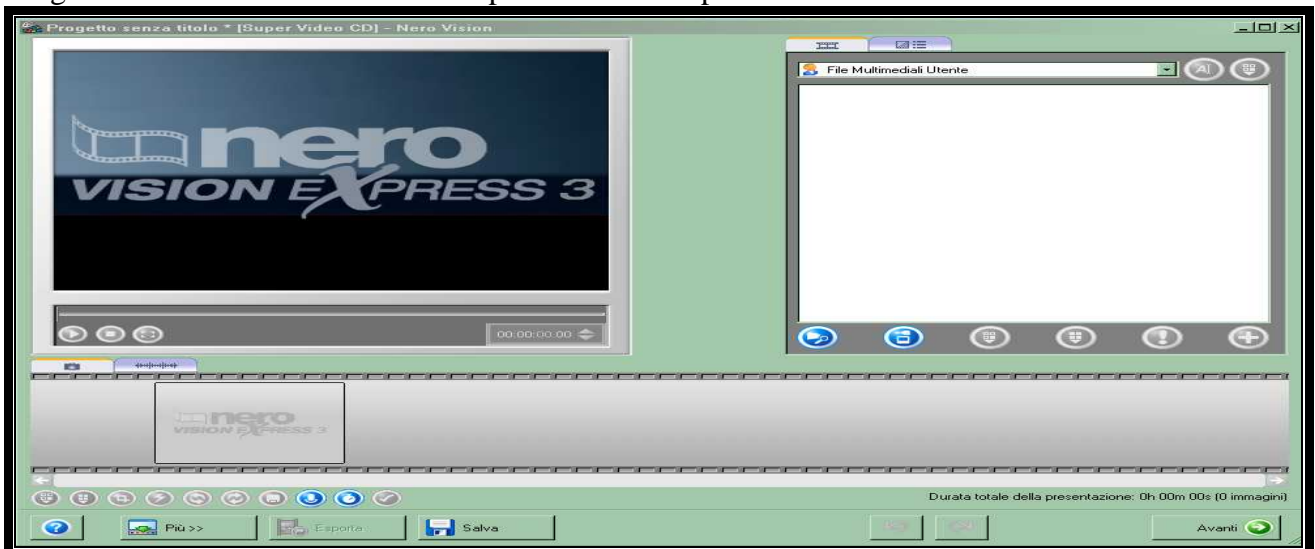 Progetto senza titolo * [Super Video CD] - Nero Vision
nero
VISION EXPRESS 3
00:00:00.00
File Multimediali Utente
nero
VISION EXPRESS 3
Durata totale della presentazione: 0h 00m 00s (0 immagini)
Più >>
Esporta
Salva
Avanti